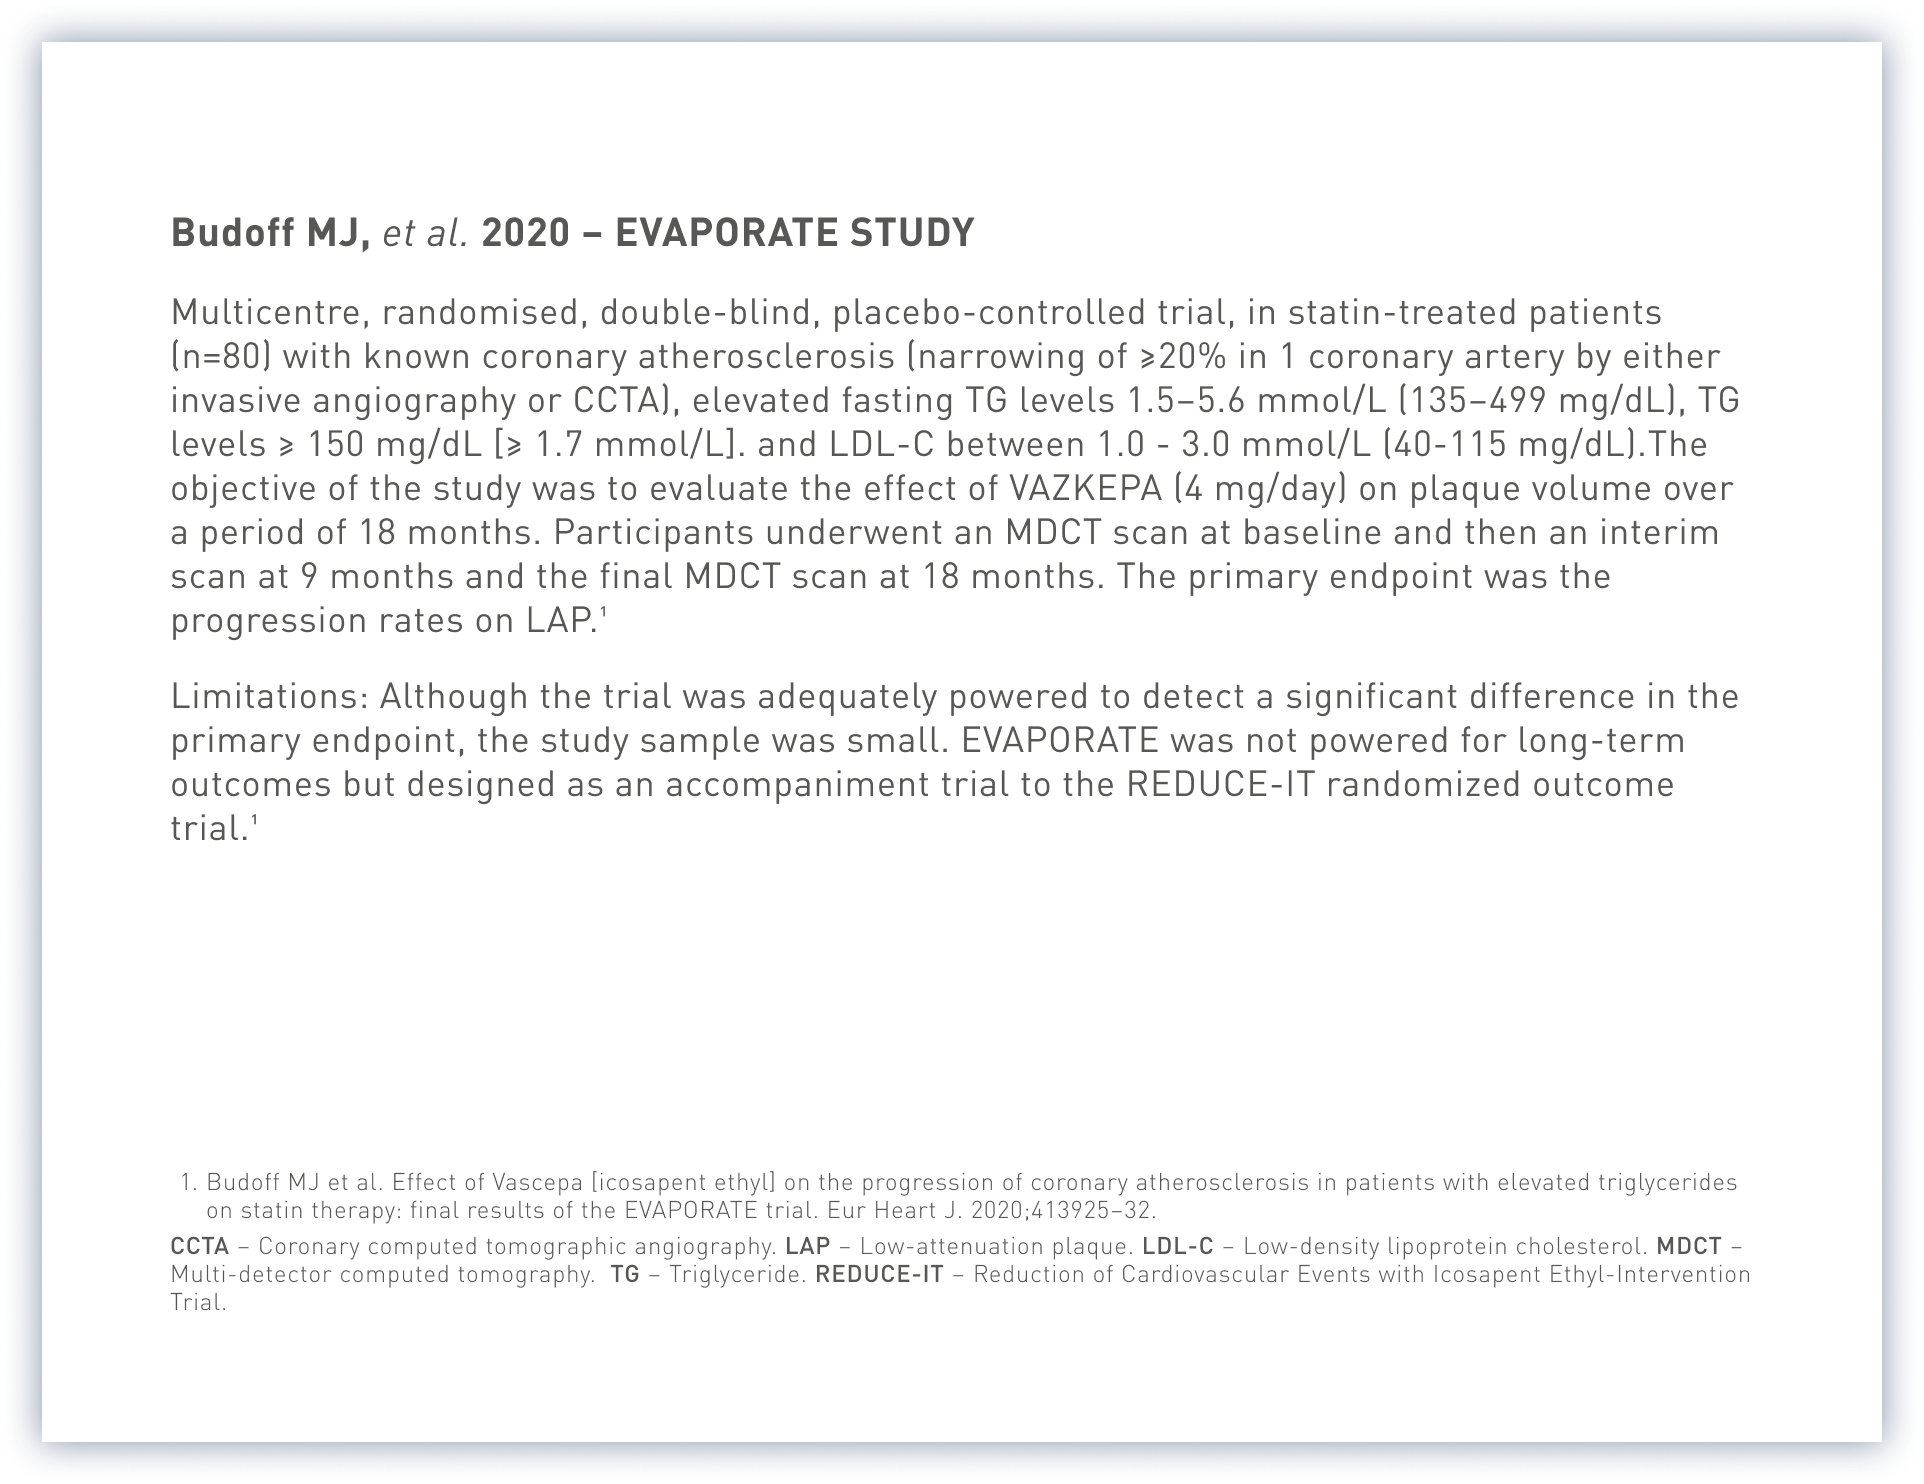 Budoff MJ, et al. 2020 – EVAPORATE STUDY
Multicentre, randomised, double-blind, placebo-controlled trial, in statin-treated patients
(n=80) with known coronary atherosclerosis (narrowing of ⩾20% in 1 coronary artery by either
invasive angiography or CCTA), elevated fasting TG levels 1.5–5.6 mmol/L (135–499 mg/dL), TG
levels ⩾ 150 mg/dL [⩾ 1.7 mmol/L]. and LDL-C between 1.0 - 3.0 mmol/L (40-115 mg/dL).The
objective of the study was to evaluate the effect of VAZKEPA (4 mg/day) on plaque volume over
a period of 18 months. Participants underwent an MDCT scan at baseline and then an interim
scan at 9 months and the final MDCT scan at 18 months. The primary endpoint was the
progression rates on LAP.¹
Limitations: Although the trial was adequately powered to detect a significant difference in the
primary endpoint, the study sample was small. EVAPORATE was not powered for long-term
outcomes but designed as an accompaniment trial to the REDUCE-IT randomized outcome
trial.¹
1. Budoff MJ et al. Effect of Vascepa [icosapent ethyl] on the progression of coronary atherosclerosis in patients with elevated triglycerides
on statin therapy: final results of the EVAPORATE trial. Eur Heart J. 2020;413925–32.
CCTA – Coronary computed tomographic angiography. LAP – Low-attenuation plaque. LDL-C – Low-density lipoprotein cholesterol. MDCT –
Multi-detector computed tomography. TG – Triglyceride. REDUCE-IT – Reduction of Cardiovascular Events with Icosapent Ethyl-Intervention
Trial.